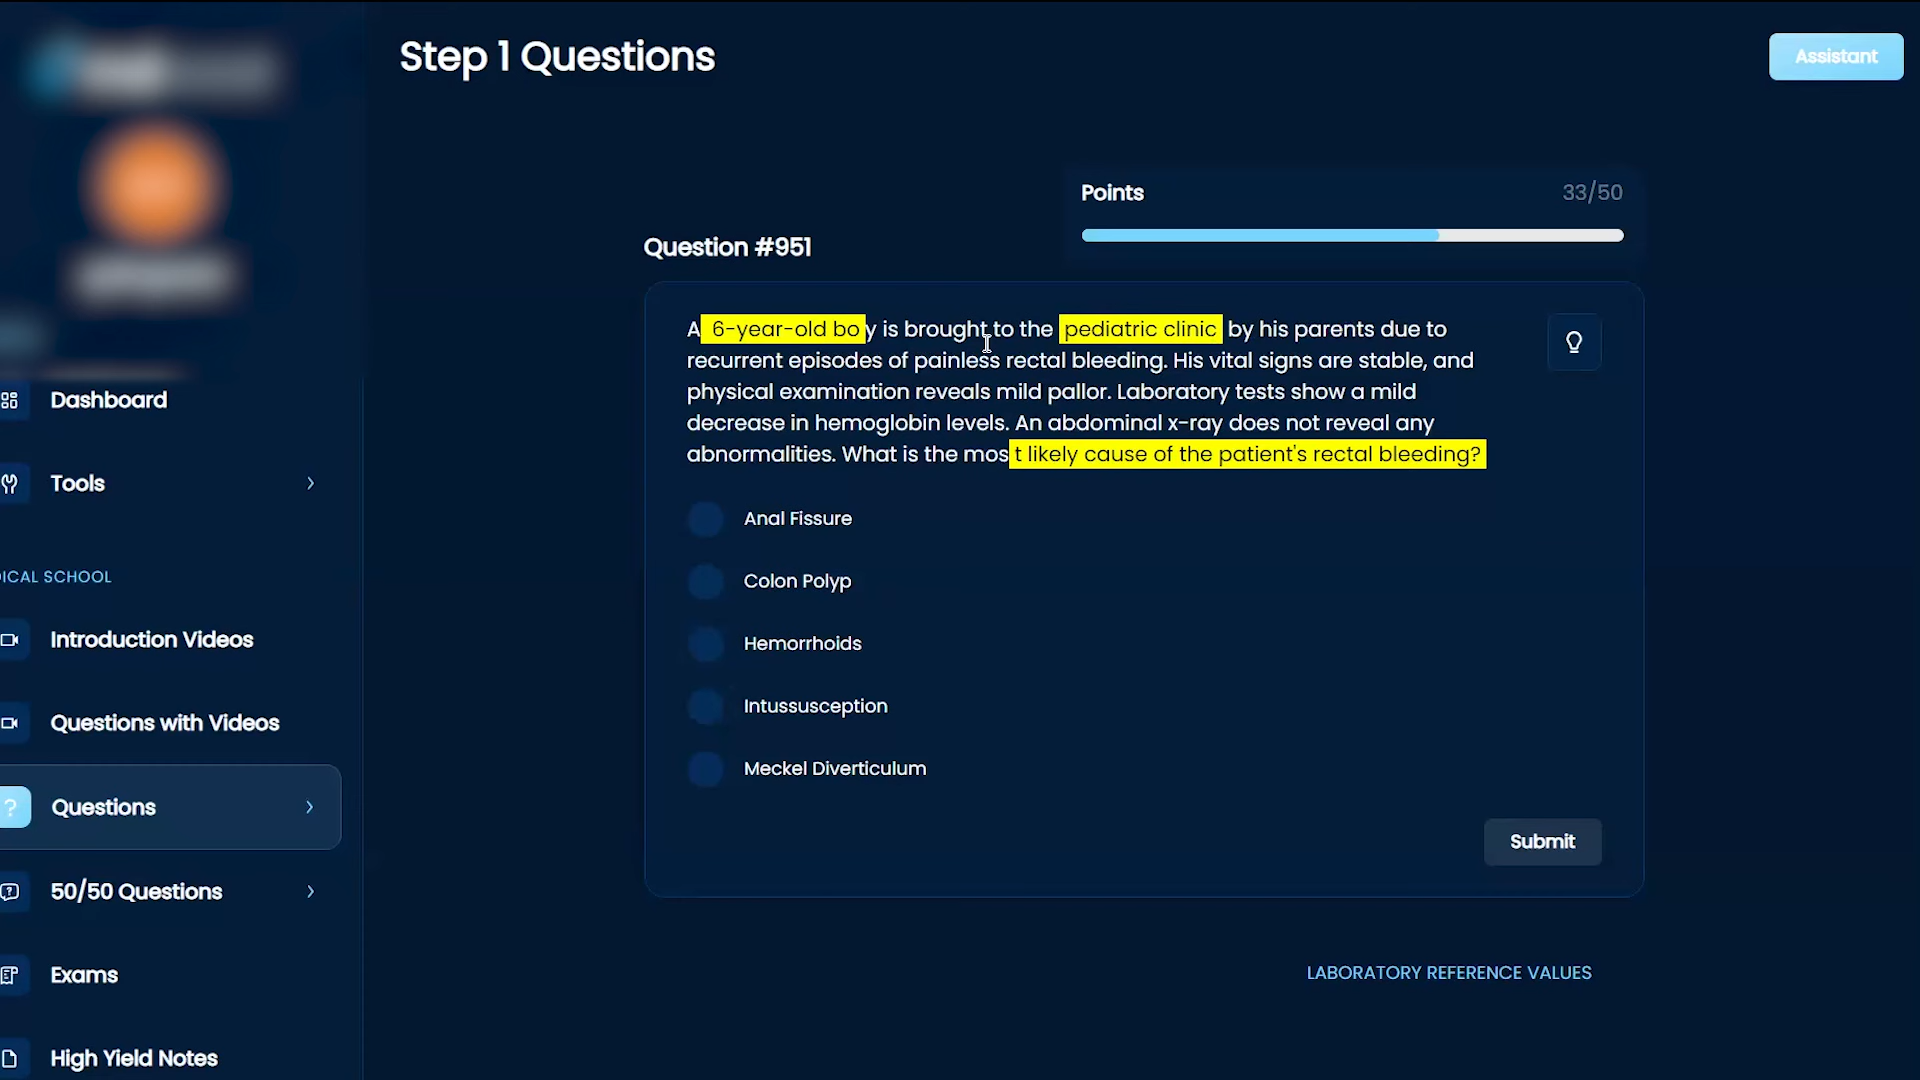 Step 1 Questions
Assistant
Points
33/50
Question #951
A 6-year-old boy is brought to the pediatric clinic by his parents due to
recurrent episodes of painless rectal bleeding. His vital signs are stable, and
physical examination reveals mild pallor. Laboratory tests show a mild
decrease in hemoglobin levels. An abdominal x-ray does not reveal any
abnormalities. What is the most likely cause of the patient's rectal bleeding?
Anal Fissure
Colon Polyp
Hemorrhoids
Intussusception
Meckel Diverticulum
Submit
LABORATORY REFERENCE VALUES
Dashboard
Tools
ICAL SCHOOL
Introduction Videos
Questions with Videos
Questions
50/50 Questions
Exams
High Yield Notes